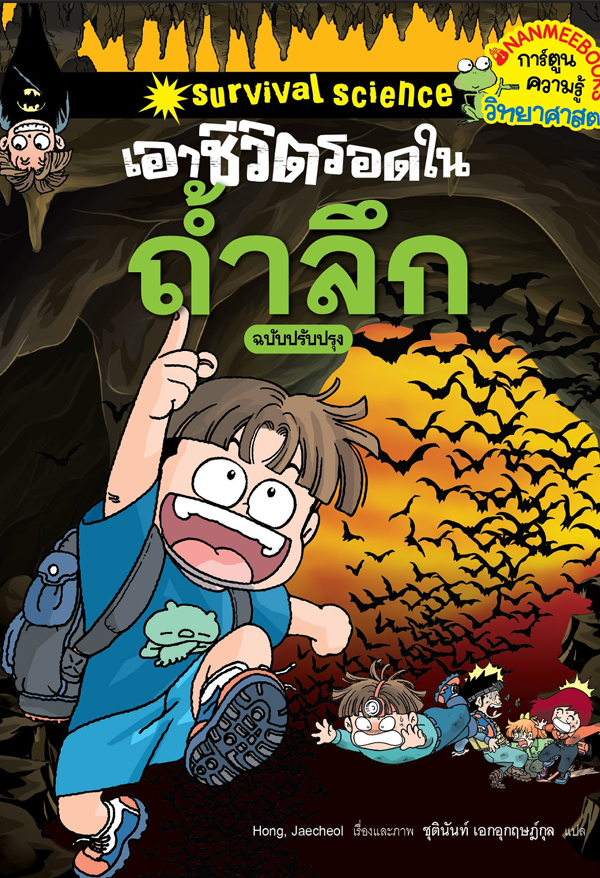 NANMEEBOOKS
การ์ตูน
ความรู้
วิทยาศาสต
survival science
เอาชีวิตรอดใน
ถ้ำลึก
ฉบับปรับปรุง
Hong, Jaecheol เรื่องและภาพ ชุตินันท์ เอกอุกฤษฎ์กุล แปล